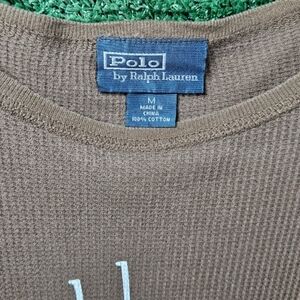 Polo
by Ralph Lauren
M
MADE IN
CHINA
100% COTTON